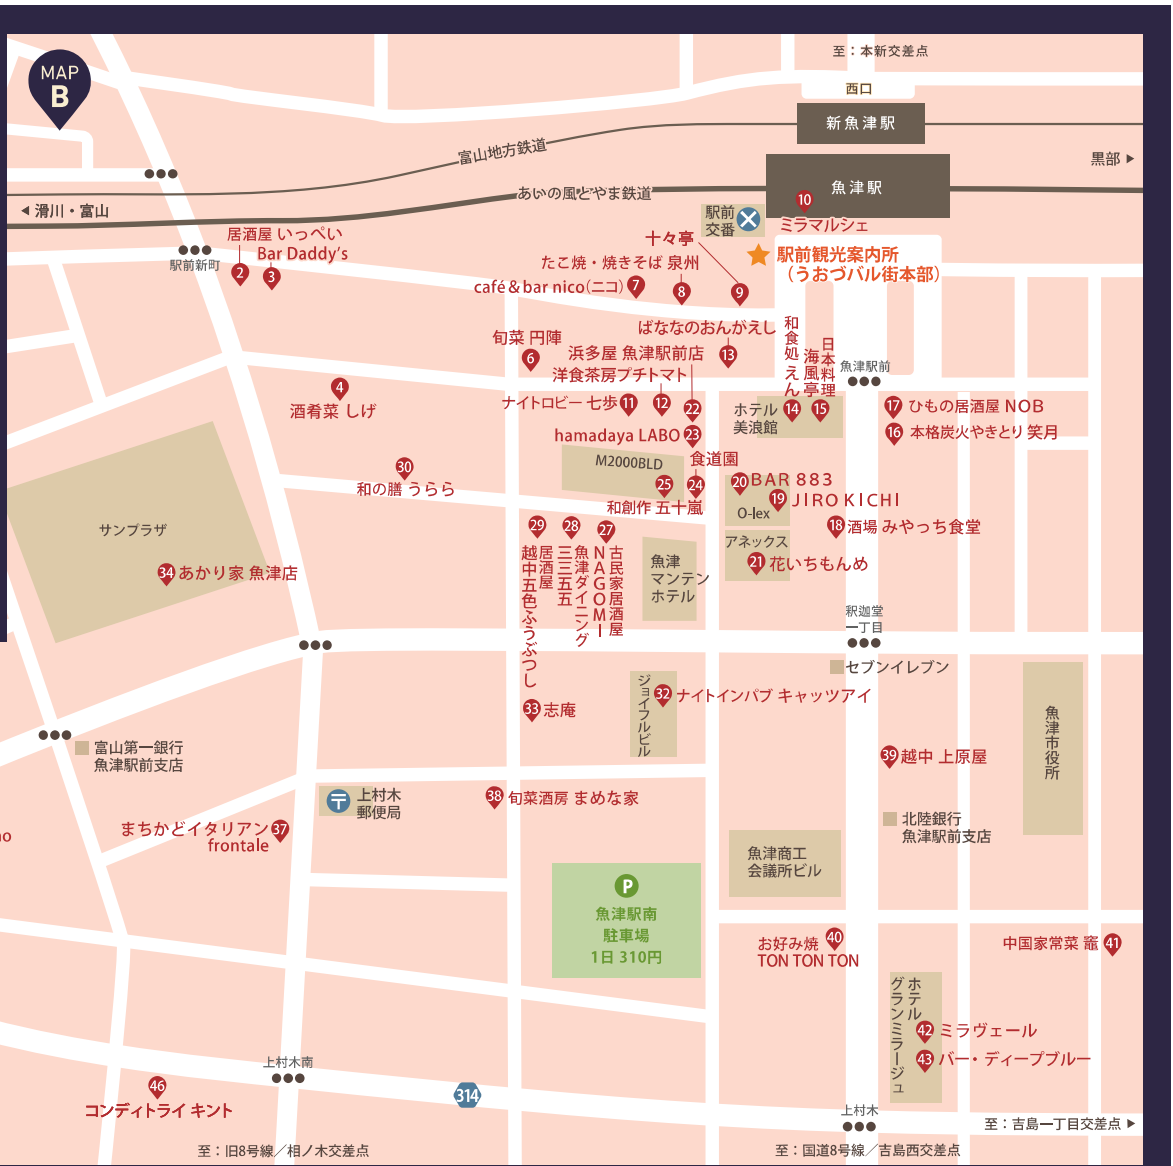 MAP
B
至：本新交差点
西口
新魚津駅
富山地方鉄道
黒部
魚津駅
あいの風とやま鉄道
滑川・富山
10
ミラマルシェ
駅前
交番
駅前観光案内所
（うおづバル街本部）
居酒屋 いっぺい
2
Bar Daddy's
3
駅前新町
十々亭
9
たこ焼・焼きそば 泉州
8
café＆bar nico（ニコ）
7
ばななのおんがえし
13
旬菜 円陣
6
浜多屋 魚津駅前店
22
洋食茶房プチトマト
12
ナイトロビー 七歩
11
和食処 えん
14
日本料理
海風亭
15
魚津駅前
4
酒肴菜 しげ
ホテル
美浪館
17
ひもの居酒屋 NOB
16
本格炭火やきとり 笑月
hamadaya LABO
23
M2000BLD
食道園
24
25
和創作 五十嵐
30
和の膳 うらら
20
BAR 883
19
JIRO KICHI
O-lex
18
酒場 みやっち食堂
アネックス
21
花いちもんめ
サンプラザ
34
あかり家 魚津店
29
居酒屋
越中五色ふうぶつし
28
魚津ダイニング
三三五五
27
古民家居酒屋
NAGOMI
魚津
マンテン
ホテル
釈迦堂
一丁目
セブンイレブン
ジョイフルビル
32
ナイトインパブ キャッツアイ
33
志庵
魚津市役所
富山第一銀行
魚津駅前支店
39
越中 上原屋
上村木
郵便局
38
旬菜酒房 まめな家
北陸銀行
魚津駅前支店
まちかどイタリアン
frontale
37
no
魚津商工
会議所ビル
P
魚津駅南
駐車場
1日 310円
お好み焼
TON TON TON
40
中国家常菜 竈
41
ホテル
グランミラージュ
42
ミラヴェール
43
バー・ディープブルー
上村木南
46
コンディトライ キント
314
上村木
至：吉島一丁目交差点
至：旧8号線／相ノ木交差点
至：国道8号線／吉島西交差点